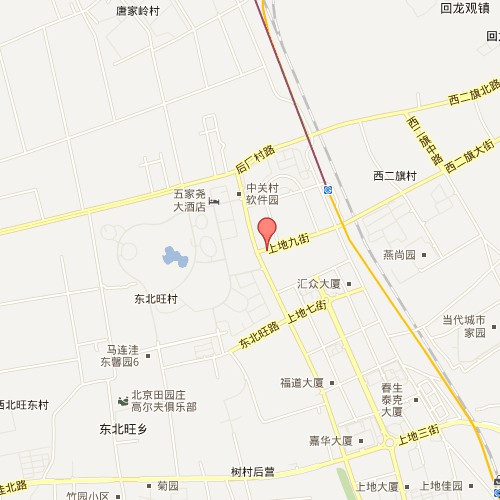 唐家岭村
回龙观镇
回龙
西二旗北路
西二旗中路
西二旗大街
后厂村路
西二旗村
五家尧
大酒店
中关村
软件园
上地九街
燕尚园
东北旺村
汇众大厦
上地七街
当代城市
家园
东北旺路
马连洼
东馨园6
福道大厦
春生
泰克
大厦
北京田园庄
高尔夫俱乐部
西北旺东村
东北旺乡
嘉华大厦
上地三街
树村后营
洼北路
菊园
竹园小区
上地大厦
上地佳园